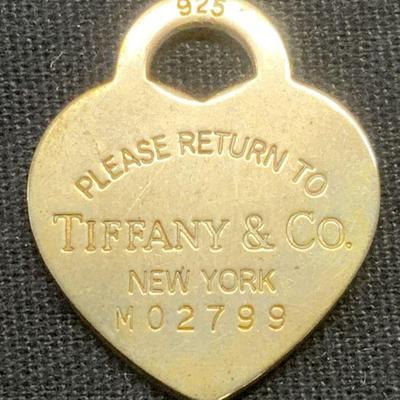 925
PLEASE RETURN TO
TIFFANY & CO.
NEW YORK
M02799